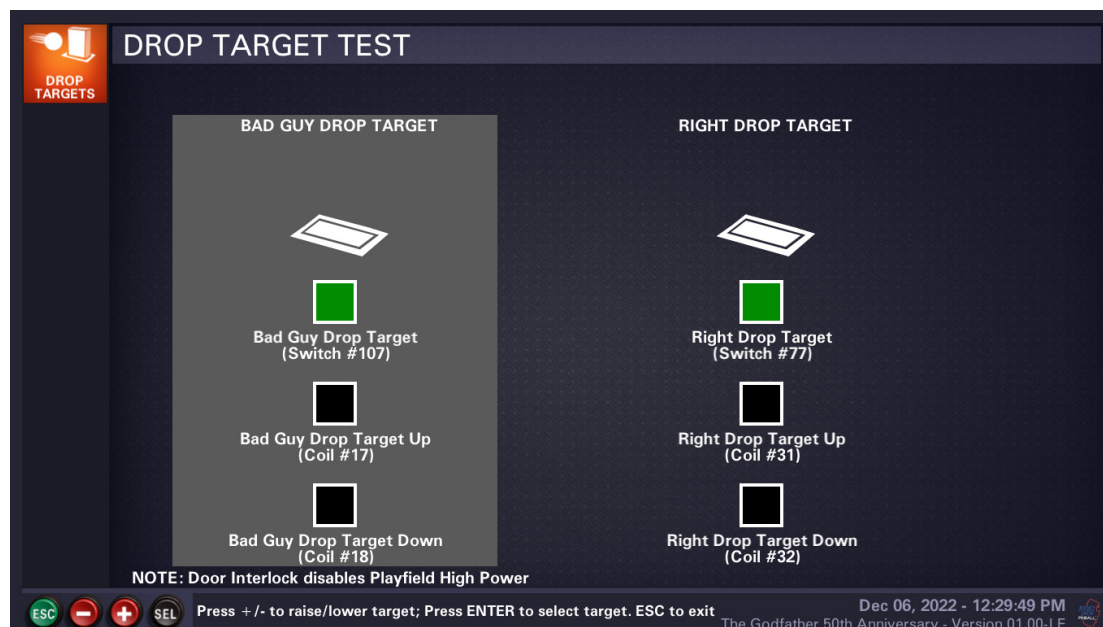 DROP TARGET TEST
DROP
TARGETS
BAD GUY DROP TARGET
Bad Guy Drop Target
(Switch #107)
Bad Guy Drop Target Up
(Coil #17)
Bad Guy Drop Target Down
(Coil #18)
RIGHT DROP TARGET
Right Drop Target
(Switch #77)
Right Drop Target Up
(Coil #31)
Right Drop Target Down
(Coil #32)
NOTE: Door Interlock disables Playfield High Power
ESC
SEL
Press +/- to raise/lower target; Press ENTER to select target. ESC to exit
Dec 06, 2022 - 12:29:49 PM
The Godfather 50th Anniversary - Version 01.00-LE